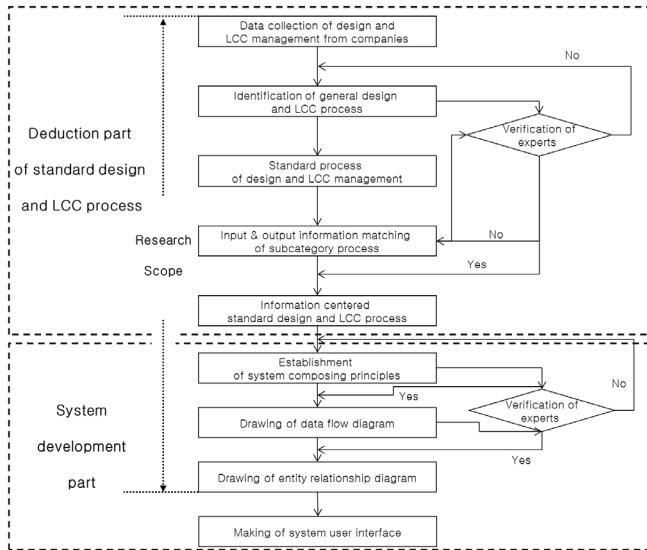 Data collection of design and
LCC management from companies
No
Identification of general design
and LCC process
Verification of
experts
Deduction part
of standard design
and LCC process
Standard process
of design and LCC management
Research
Scope
Input & output information matching
of subcategory process
No
Yes
Information centered
standard design and LCC process
Establishment
of system composing principles
No
Yes
Verification of
experts
System
development
part
Drawing of data flow diagram
Yes
Drawing of entity relationship diagram
Making of system user interface